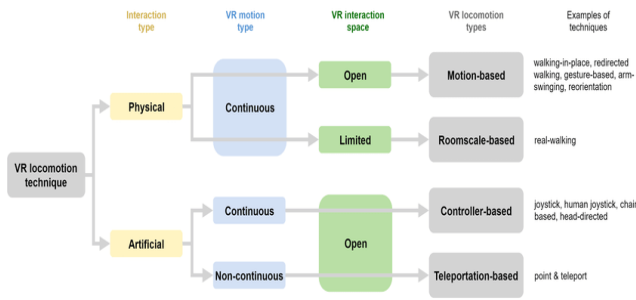 Interaction type
VR motion type
VR interaction space
VR locomotion types
Examples of techniques
VR locomotion technique
Physical
Continuous
Open
Motion-based
walking-in-place, redirected
walking, gesture-based, arm-
swinging, reorientation
Limited
Roomscale-based
real-walking
Artificial
Continuous
Open
Controller-based
joystick, human joystick, chair
based, head-directed
Non-continuous
Teleportation-based
point & teleport